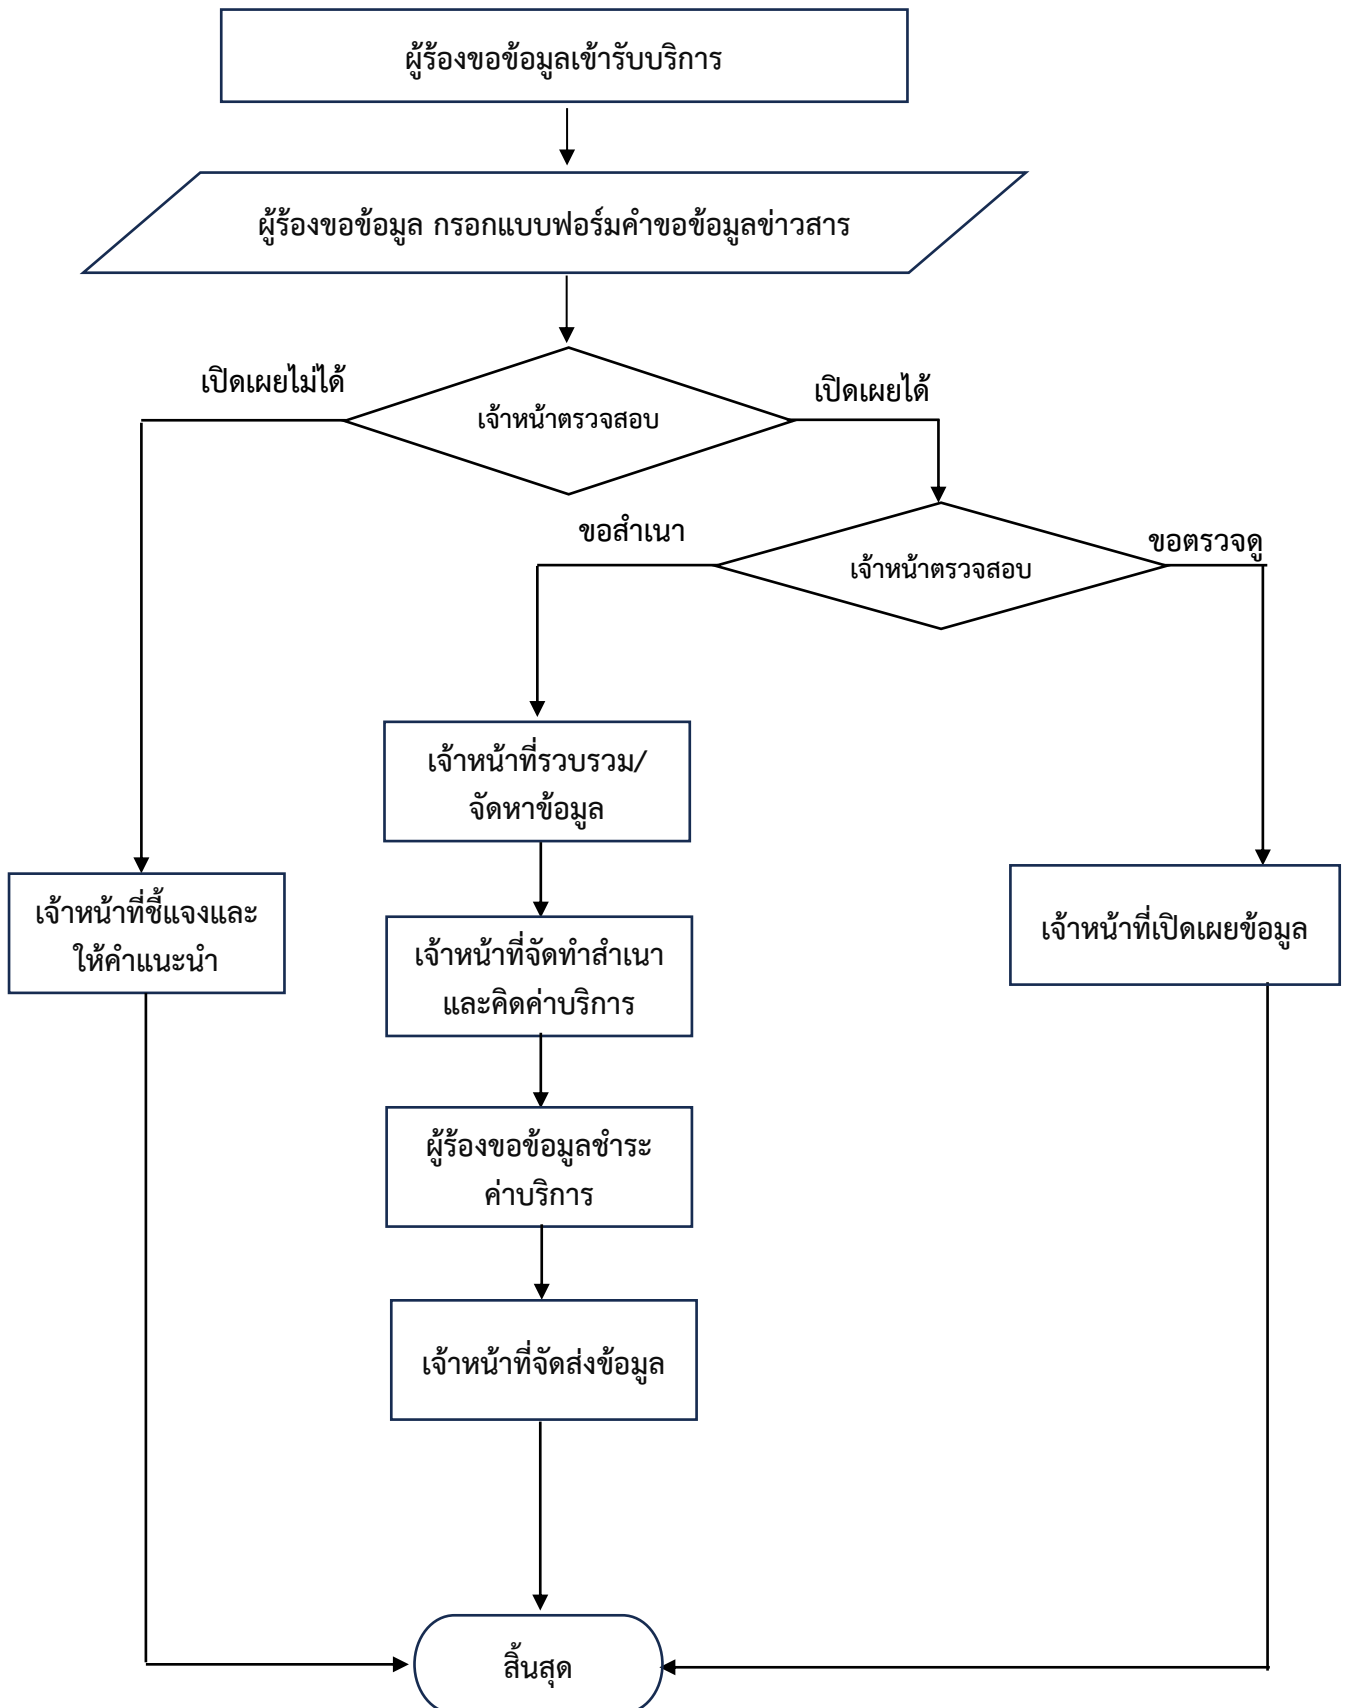 ผู้ร้องขอข้อมูลเข้ารับบริการ
ผู้ร้องขอข้อมูล กรอกแบบฟอร์มคำขอข้อมูลข่าวสาร
เปิดเผยไม่ได้
เปิดเผยได้
เจ้าหน้าตรวจสอบ
ขอสำเนา
ขอตรวจดู
เจ้าหน้าตรวจสอบ
เจ้าหน้าที่รวบรวม/
จัดหาข้อมูล
เจ้าหน้าที่ชี้แจงและ
ให้คำแนะนำ
เจ้าหน้าที่เปิดเผยข้อมูล
เจ้าหน้าที่จัดทำสำเนา
และคิดค่าบริการ
ผู้ร้องขอข้อมูลชำระ
ค่าบริการ
เจ้าหน้าที่จัดส่งข้อมูล
สิ้นสุด